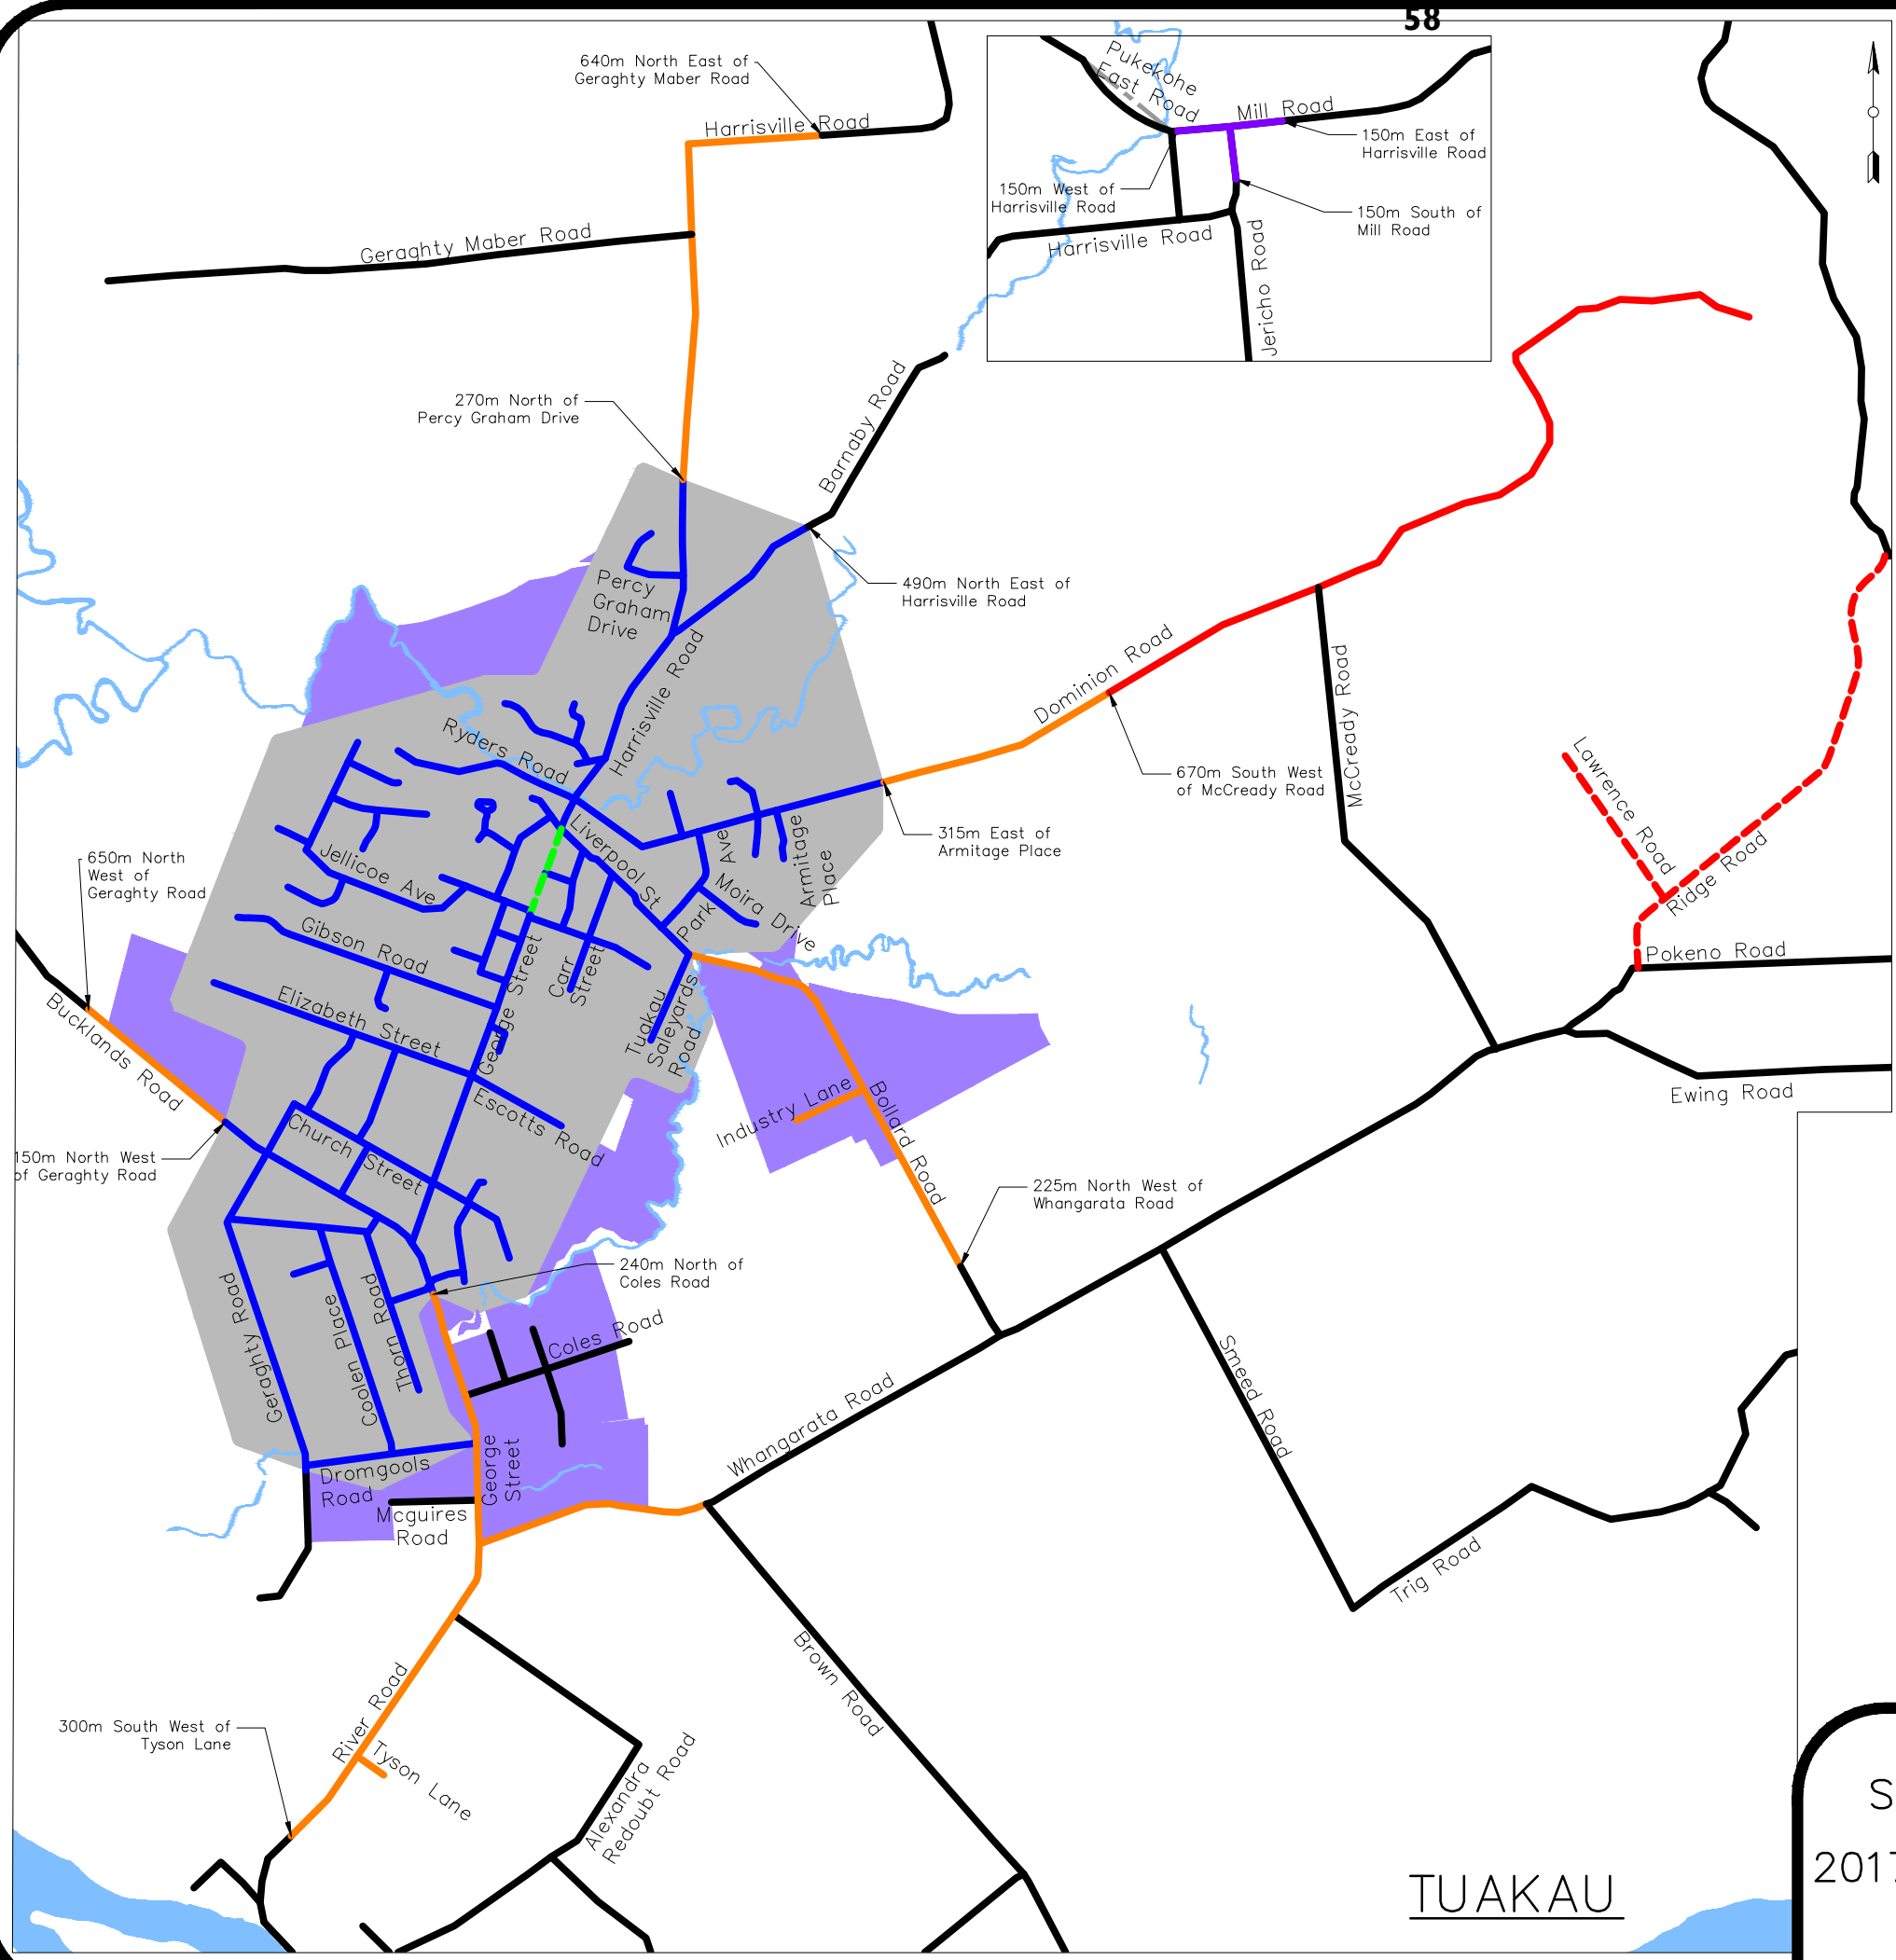 58
640m North East of
Geraghty Maber Road
Harrisville Road
Pukekohe
East Road
Mill Road
150m East of
Harrisville Road
150m West of
Harrisville Road
150m South of
Mill Road
Harrisville Road
Jericho Road
Geraghty Maber Road
270m North of
Percy Graham Drive
Barnaby Road
490m North East of
Harrisville Road
Percy
Graham
Drive
Harrisville Road
Ryders Road
Dominion Road
McCready Road
670m South West
of McCready Road
Lawrence Road
Ridge Road
Pokeno Road
Ewing Road
315m East of
Armitage Place
Liverpool St
Armitage
Place
Park Ave
Moira Drive
Jellicoe Ave
650m North
West of
Geraghty Road
Gibson Road
George Street
Carr
Street
Elizabeth Street
Tuakau
Saleyards
Road
Bucklands Road
Escotts Road
Industry Lane
Bollard Road
Church Street
150m North West
of Geraghty Road
225m North West of
Whangarata Road
240m North of
Coles Road
Geraghty Road
Coolen Place
Thorn Road
Coles Road
Whangarata Road
Smeed Road
George
Street
Dromgools
Road
Mcguires
Road
Trig Road
Brown Road
River Road
300m South West of
Tyson Lane
Tyson Lane
Alexandra
Redoubt Road
TUAKAU
S
2017